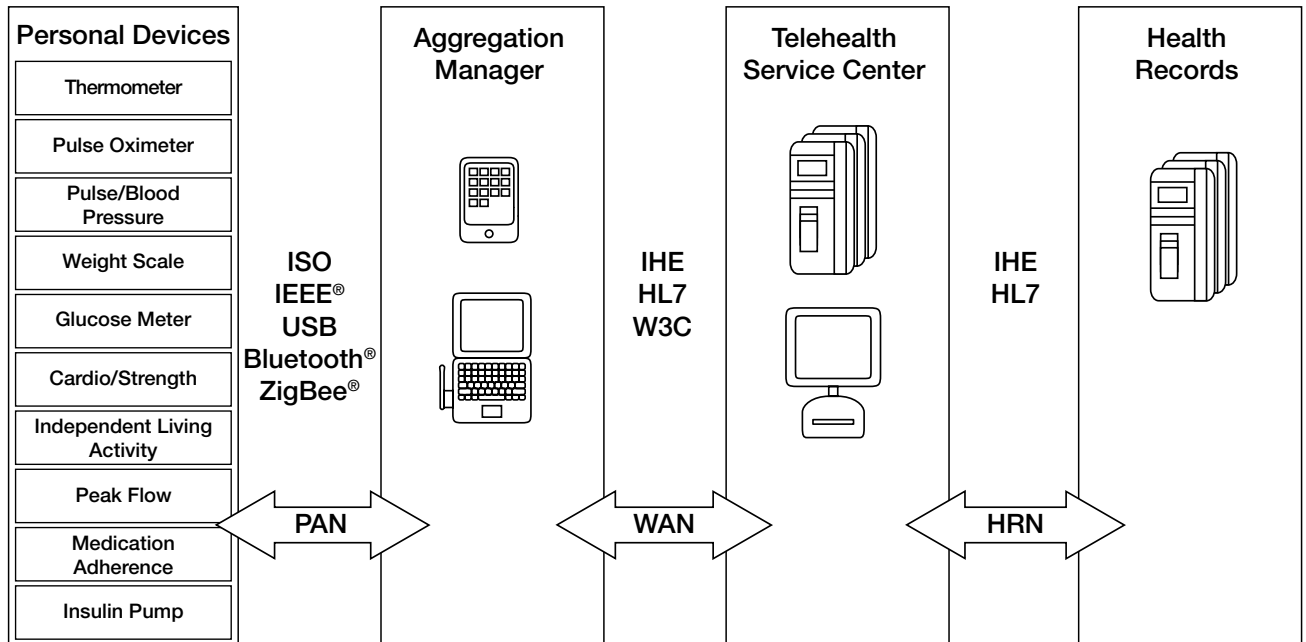 Personal Devices
Thermometer
Pulse Oximeter
Pulse/Blood
Pressure
Weight Scale
Glucose Meter
Cardio/Strength
Independent Living
Activity
Peak Flow
Medication
Adherence
Insulin Pump
ISO
IEEE®
USB
Bluetooth®
ZigBee®
PAN
Aggregation
Manager
IHE
HL7
W3C
WAN
Telehealth
Service Center
IHE
HL7
HRN
Health
Records